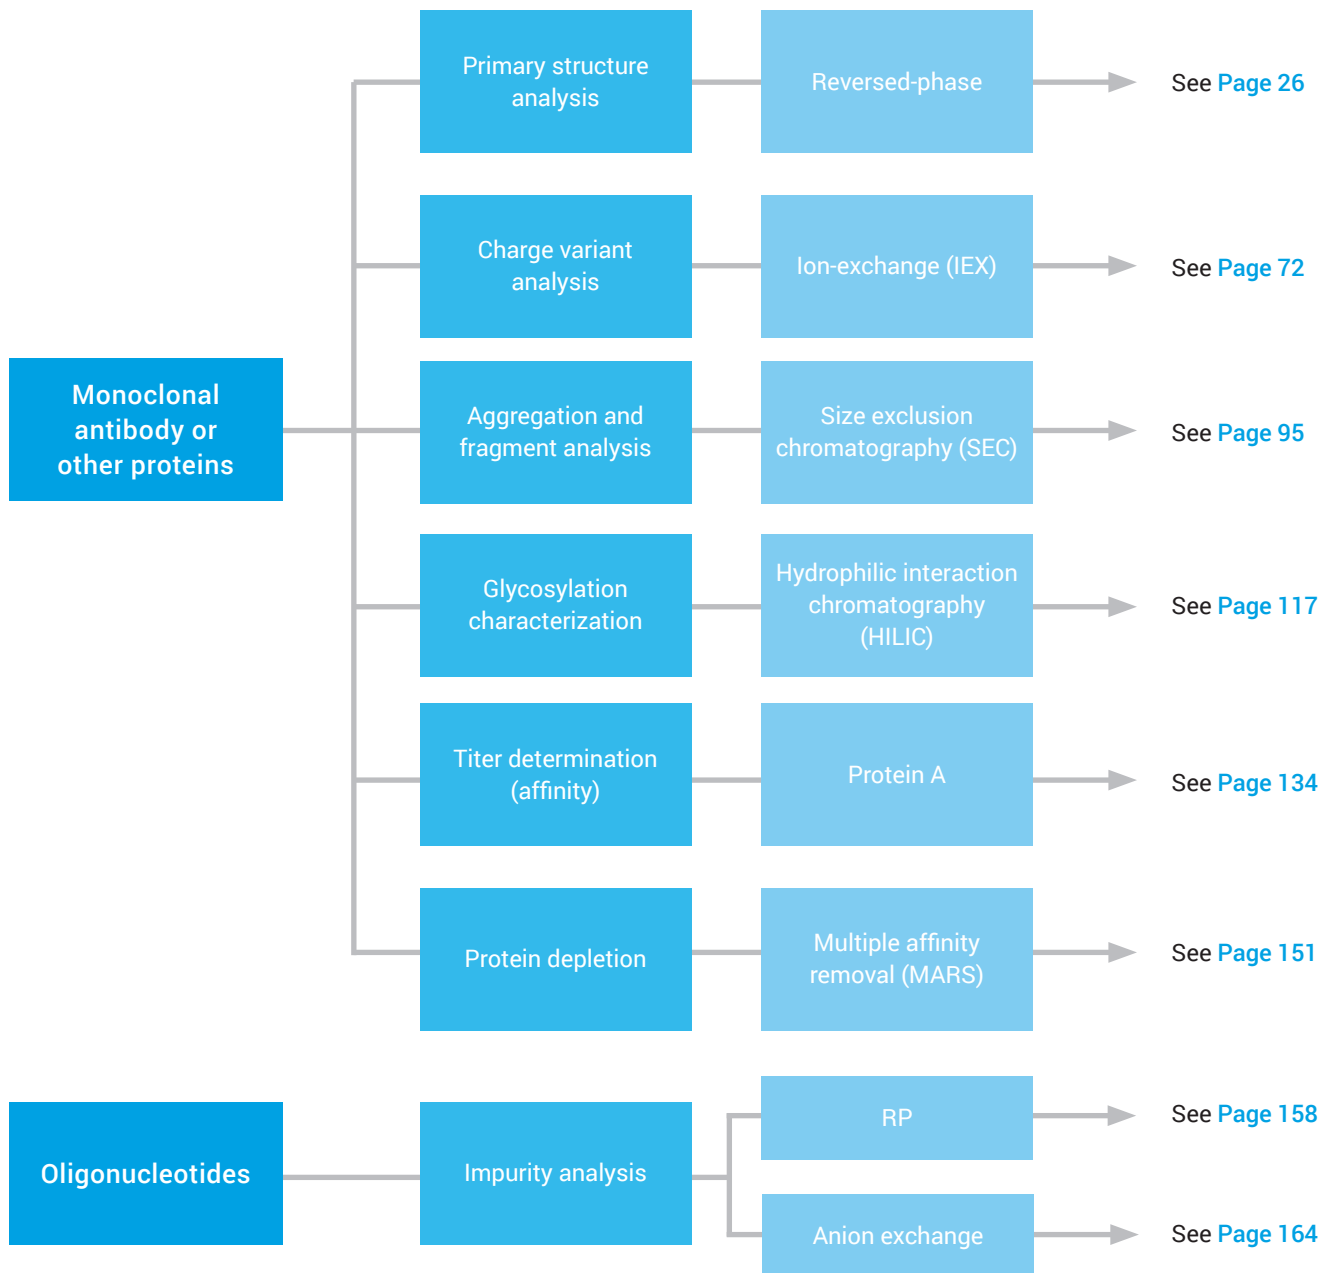 Primary structure
analysis
Reversed-phase
See Page 26
Charge variant
analysis
Ion-exchange (IEX)
See Page 72
Monoclonal
antibody or
other proteins
Aggregation and
fragment analysis
Size exclusion
chromatography (SEC)
See Page 95
Glycosylation
characterization
Hydrophilic interaction
chromatography
(HILIC)
See Page 117
Titer determination
(affinity)
Protein A
See Page 134
Protein depletion
Multiple affinity
removal (MARS)
See Page 151
Oligonucleotides
Impurity analysis
RP
See Page 158
Anion exchange
See Page 164